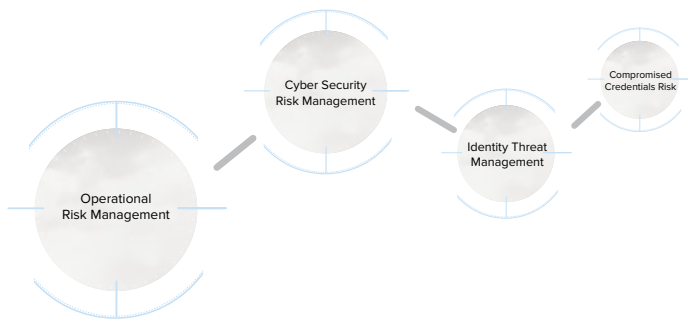 Operational
Risk Management
Cyber Security
Risk Management
Identity Threat
Management
Compromised
Credentials Risk